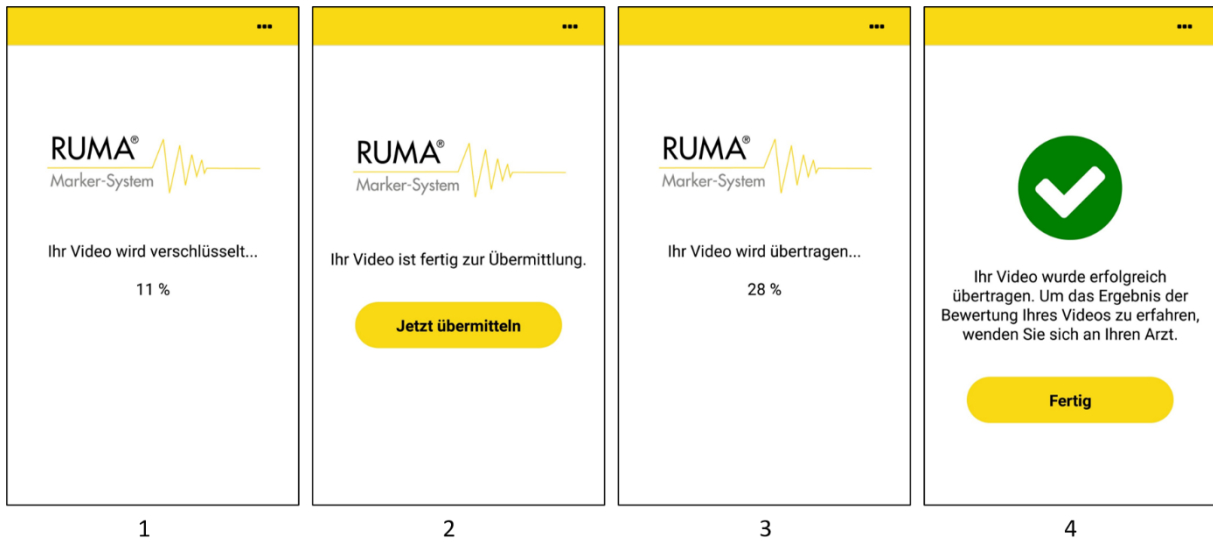 RUMA®
Marker-System
Ihr Video wird verschlüsselt...
11 %
1
RUMA®
Marker-System
Ihr Video ist fertig zur Übermittlung.
Jetzt übermitteln
2
RUMA®
Marker-System
Ihr Video wird übertragen...
28 %
3
Ihr Video wurde erfolgreich
übertragen. Um das Ergebnis der
Bewertung Ihres Videos zu erfahren,
wenden Sie sich an Ihren Arzt.
Fertig
4